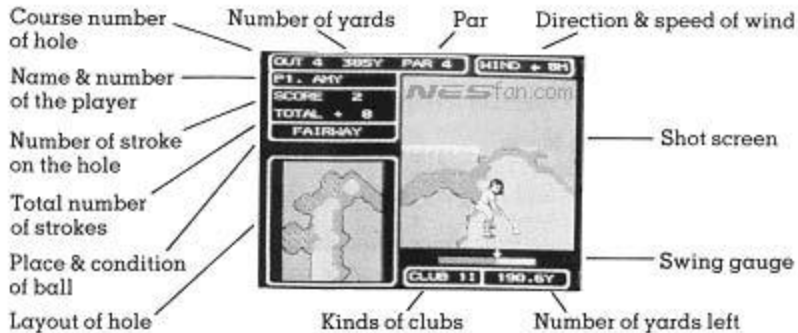 Course number
of hole
Number of yards
Par
Direction & speed of wind
OUT 4 385Y PAR 4
WIND
Name & number
of the player
P1. AMY
SCORE 2
TOTAL + 8
FAIRWAY
NESfan.com
Number of stroke
on the hole
Shot screen
Total number
of strokes
Place & condition
of ball
Swing gauge
Layout of hole
CLUB 1I
190.6Y
Kinds of clubs
Number of yards left